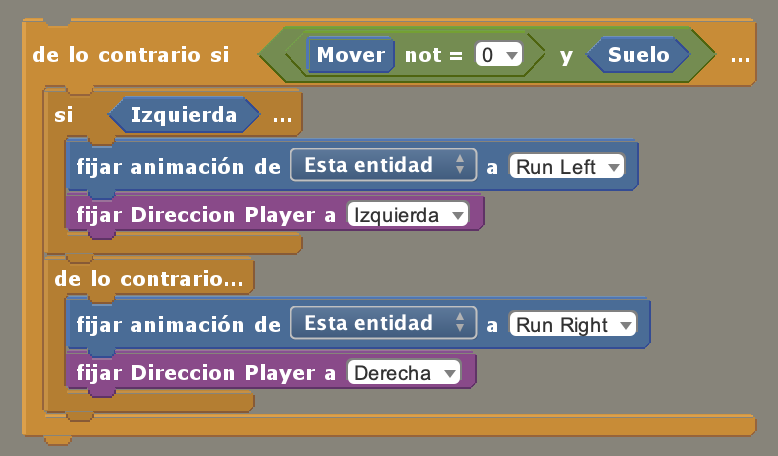 de lo contrario si Mover not = 0 y Suelo ...
si Izquierda ...
fijar animación de Esta entidad a Run Left
fijar Direccion Player a Izquierda
de lo contrario...
fijar animación de Esta entidad a Run Right
fijar Direccion Player a Derecha